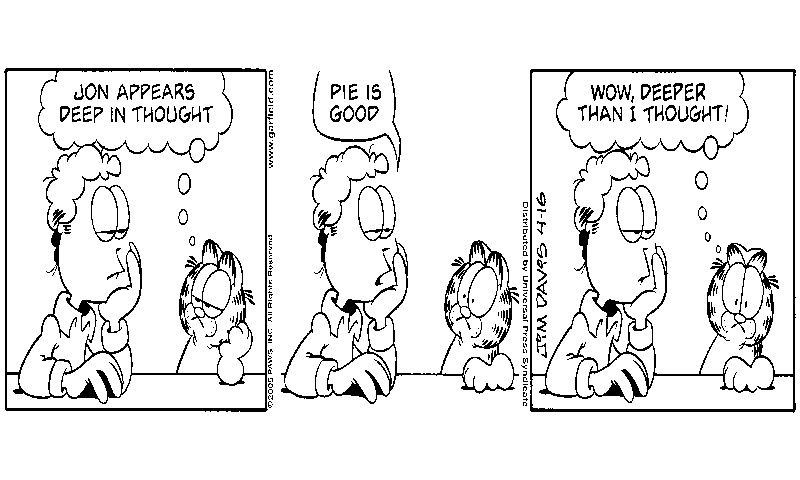 JON APPEARS
DEEP IN THOUGHT
www.garfield.com
©2005 PAWS, INC. All Rights Reserved
PIE IS
GOOD
Distributed by Universal Press Syndicate
JIM DAVIS 4-16
WOW, DEEPER
THAN I THOUGHT!